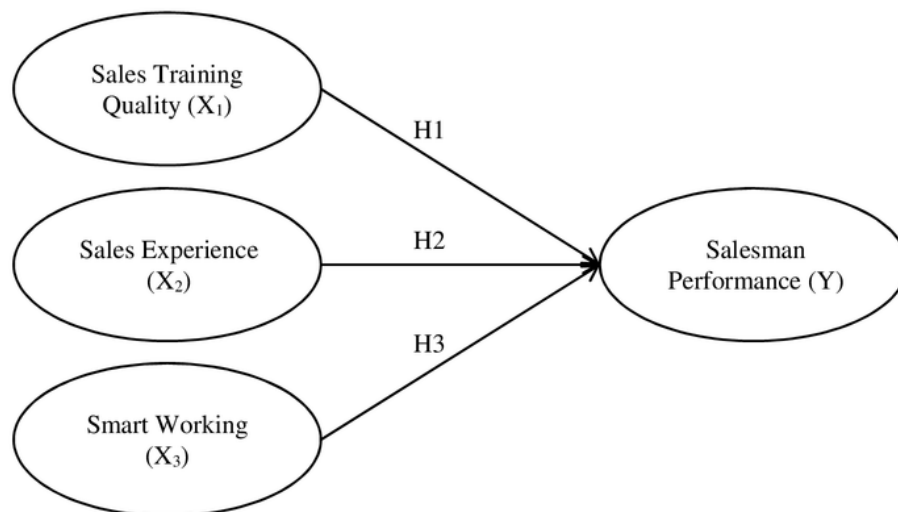 Sales Training
Quality (X₁)
H1
Sales Experience
(X₂)
H2
Salesman
Performance (Y)
H3
Smart Working
(X₃)